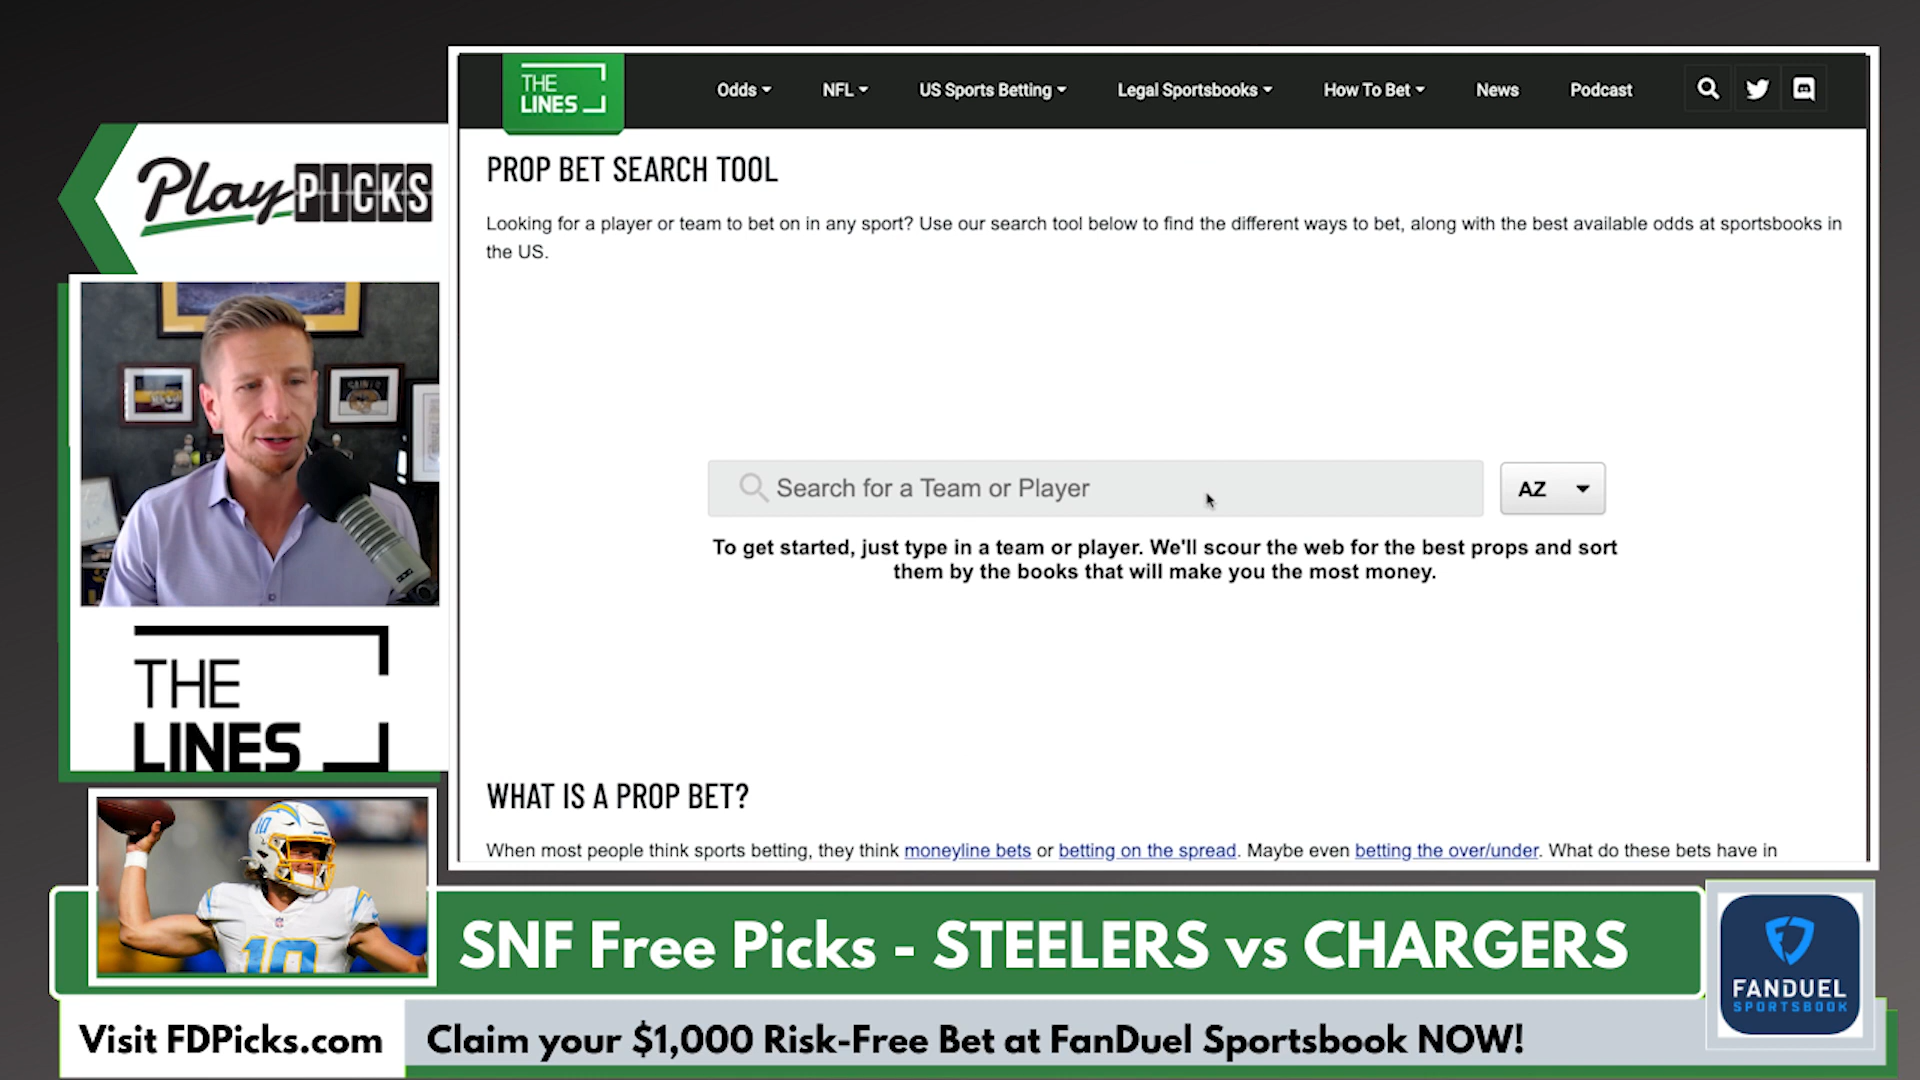 THE
LINES
Odds
NFL
US Sports Betting
Legal Sportsbooks
How To Bet
News
Podcast
PlayPICKS
PROP BET SEARCH TOOL
Looking for a player or team to bet on in any sport? Use our search tool below to find the different ways to bet, along with the best available odds at sportsbooks in
the US.
SAINTS
Search for a Team or Player
AZ
To get started, just type in a team or player. We'll scour the web for the best props and sort
them by the books that will make you the most money.
THE
LINES
WHAT IS A PROP BET?
When most people think sports betting, they think moneyline bets or betting on the spread. Maybe even betting the over/under. What do these bets have in
10
10
SNF Free Picks - STEELERS vs CHARGERS
FANDUEL
SPORTSBOOK
Visit FDPicks.com
Claim your $1,000 Risk-Free Bet at FanDuel Sportsbook NOW!